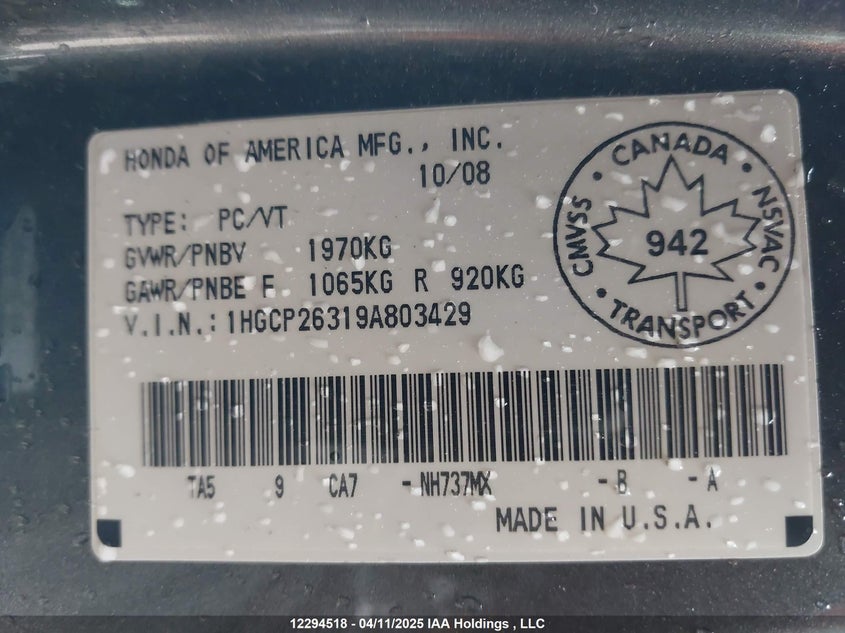 HONDA OF AMERICA MFG., INC.
10/08
TYPE: PC/VT
GVWR/PNBV 1970KG
GAWR/PNBE F 1065KG R 920KG
V.I.N.: 1HGCP26319A803429
CANADA
CMVSS
NSVAC
942
TRANSPORT
TA5 9 CA7 - NH737MX - B - A
MADE IN U.S.A.
12294518 - 04/11/2025 IAA Holdings , LLC